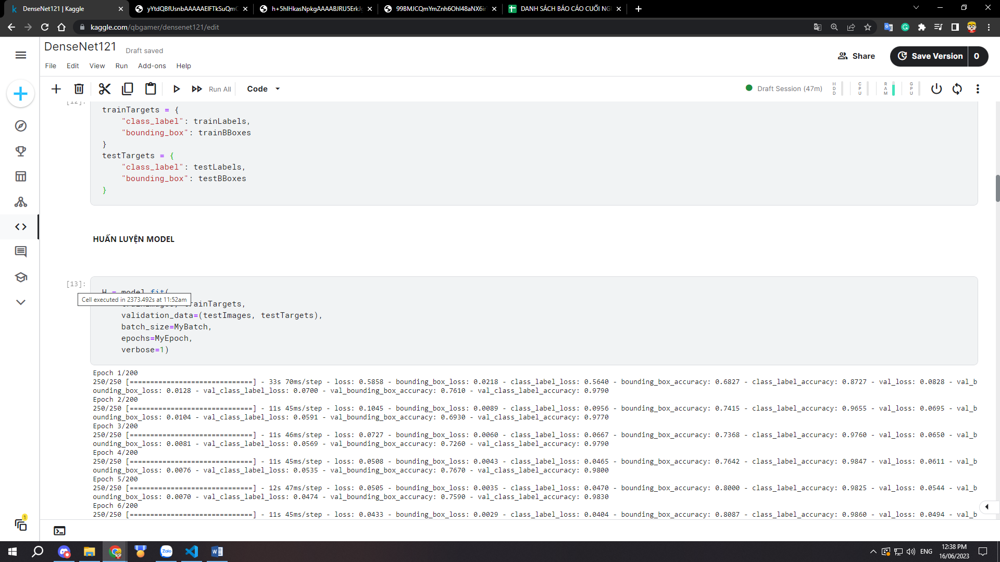 DenseNet121 | Kaggle
yYtdQBfUsnbAAAAAElFTkSuQmC
h+5hIHkasNpkgAAAABJRU5ErkJg
99BMJCQmYmZnh6Ohl48aNX6in
DANH SÁCH BÁO CÁO CUỐI NG
kaggle.com/qbgamer/densenet121/edit
DenseNet121
Draft saved
File Edit View Run Add-ons Help
Share
Save Version 0
Run All
Code
Draft Session (47m)
HDD
CPU
RAM
GPU
[12]:
trainTargets = {
"class_label": trainLabels,
"bounding_box": trainBBoxes
}
testTargets = {
"class_label": testLabels,
"bounding_box": testBBoxes
}
HUẤN LUYỆN MODEL
[13]:
H = model.fit(
Cell executed in 2373.492s at 11:52am
trainTargets,
validation_data=(testImages, testTargets),
batch_size=MyBatch,
epochs=MyEpoch,
verbose=1)
Epoch 1/200
250/250 [==============================] - 33s 70ms/step - loss: 0.5858 - bounding_box_loss: 0.0218 - class_label_loss: 0.5640 - bounding_box_accuracy: 0.6827 - class_label_accuracy: 0.8727 - val_loss: 0.0828 - val_b
ounding_box_loss: 0.0128 - val_class_label_loss: 0.0700 - val_bounding_box_accuracy: 0.7610 - val_class_label_accuracy: 0.9790
Epoch 2/200
250/250 [==============================] - 11s 45ms/step - loss: 0.1045 - bounding_box_loss: 0.0089 - class_label_loss: 0.0956 - bounding_box_accuracy: 0.7415 - class_label_accuracy: 0.9655 - val_loss: 0.0695 - val_b
ounding_box_loss: 0.0104 - val_class_label_loss: 0.0591 - val_bounding_box_accuracy: 0.6930 - val_class_label_accuracy: 0.9770
Epoch 3/200
250/250 [==============================] - 11s 46ms/step - loss: 0.0727 - bounding_box_loss: 0.0060 - class_label_loss: 0.0667 - bounding_box_accuracy: 0.7368 - class_label_accuracy: 0.9760 - val_loss: 0.0650 - val_b
ounding_box_loss: 0.0081 - val_class_label_loss: 0.0569 - val_bounding_box_accuracy: 0.7260 - val_class_label_accuracy: 0.9790
Epoch 4/200
250/250 [==============================] - 11s 45ms/step - loss: 0.0508 - bounding_box_loss: 0.0043 - class_label_loss: 0.0465 - bounding_box_accuracy: 0.7642 - class_label_accuracy: 0.9847 - val_loss: 0.0611 - val_b
ounding_box_loss: 0.0076 - val_class_label_loss: 0.0535 - val_bounding_box_accuracy: 0.7670 - val_class_label_accuracy: 0.9800
Epoch 5/200
250/250 [==============================] - 12s 47ms/step - loss: 0.0505 - bounding_box_loss: 0.0035 - class_label_loss: 0.0470 - bounding_box_accuracy: 0.8000 - class_label_accuracy: 0.9825 - val_loss: 0.0544 - val_b
ounding_box_loss: 0.0070 - val_class_label_loss: 0.0474 - val_bounding_box_accuracy: 0.7590 - val_class_label_accuracy: 0.9830
Epoch 6/200
250/250 [==============================] - 11s 45ms/step - loss: 0.0433 - bounding_box_loss: 0.0029 - class_label_loss: 0.0404 - bounding_box_accuracy: 0.8087 - class_label_accuracy: 0.9860 - val_loss: 0.0494 - val_b
1
Zalo
ENG
12:38 PM
16/06/2023